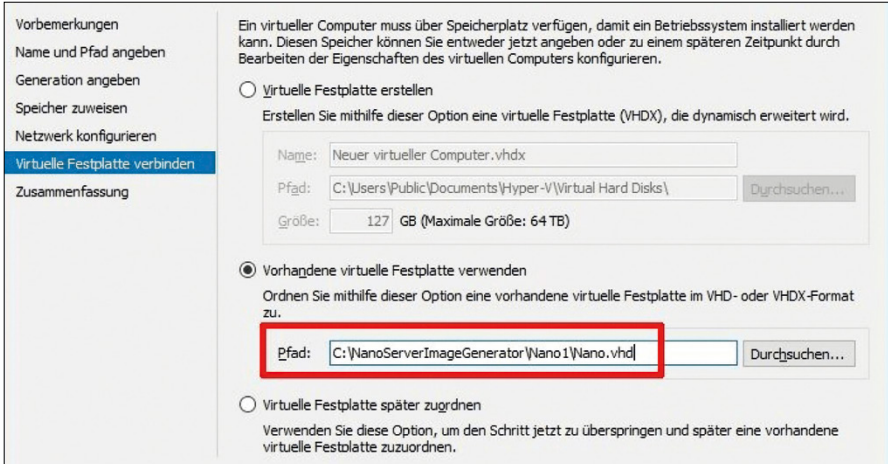 Vorbemerkungen
Name und Pfad angeben
Generation angeben
Speicher zuweisen
Netzwerk konfigurieren
Virtuelle Festplatte verbinden
Zusammenfassung
Ein virtueller Computer muss über Speicherplatz verfügen, damit ein Betriebssystem installiert werden
kann. Diesen Speicher können Sie entweder jetzt angeben oder zu einem späteren Zeitpunkt durch
Bearbeiten der Eigenschaften des virtuellen Computers konfigurieren.
Virtuelle Festplatte erstellen
Erstellen Sie mithilfe dieser Option eine virtuelle Festplatte (VHDX), die dynamisch erweitert wird.
Name: Neuer virtueller Computer.vhdx
Pfad: C:\Users\Public\Documents\Hyper-V\Virtual Hard Disks\ Durchsuchen...
Größe: 127 GB (Maximale Größe: 64 TB)
Vorhandene virtuelle Festplatte verwenden
Ordnen Sie mithilfe dieser Option eine vorhandene virtuelle Festplatte im VHD- oder VHDX-Format
zu.
Pfad: C:\NanoServerImageGenerator\Nano1\Nano.vhd Durchsuchen...
Virtuelle Festplatte später zuordnen
Verwenden Sie diese Option, um den Schritt jetzt zu überspringen und später eine vorhandene
virtuelle Festplatte zuzuordnen.